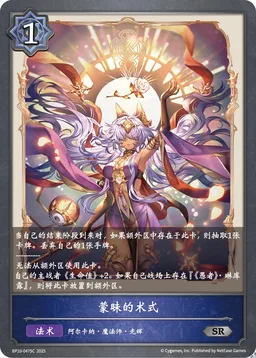 1
当自己的结束阶段到来时，如果额外区中存在于此卡，则抽取1张
卡牌。丢弃自己的1张手牌。
----------
无法从额外区使用此卡。
自己的主战者《生命值》+2。如果自己战场上存在『《愚者》·琳库
露』，则将此卡放置到额外区。
蒙昧的术式
法术
阿尔卡纳·魔法师·光辉
SR
BP10-047SC 2025
© Cygames, Inc. Published by NetEase Games